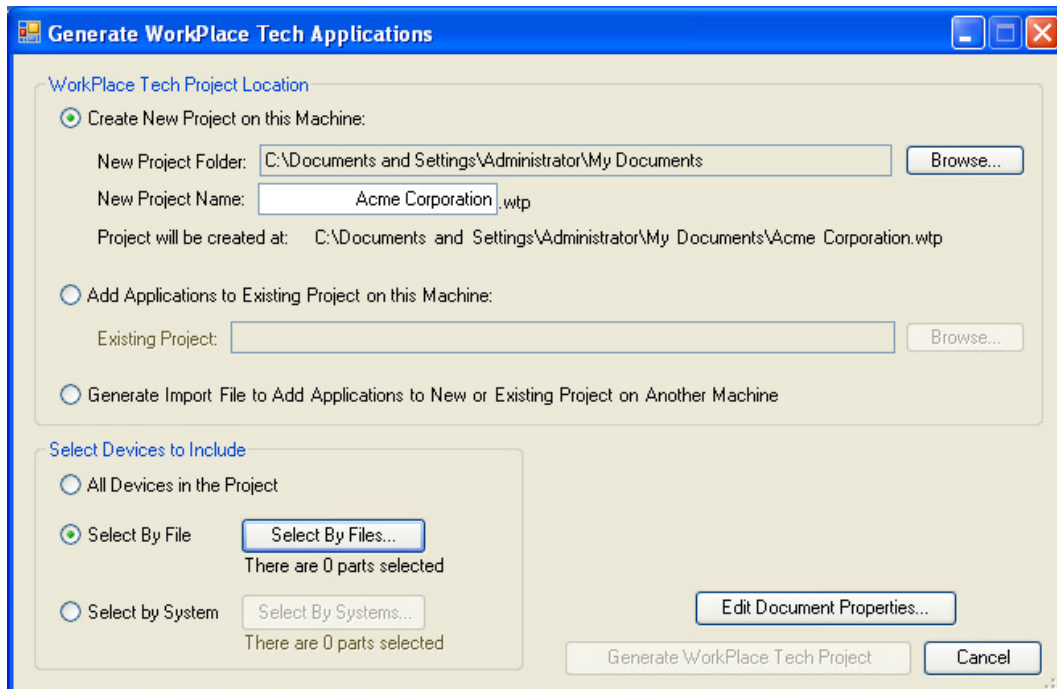 Generate WorkPlace Tech Applications
WorkPlace Tech Project Location
Create New Project on this Machine:
New Project Folder: C:\Documents and Settings\Administrator\My Documents Browse...
New Project Name: Acme Corporation .wtp
Project will be created at: C:\Documents and Settings\Administrator\My Documents\Acme Corporation.wtp
Add Applications to Existing Project on this Machine:
Existing Project: Browse...
Generate Import File to Add Applications to New or Existing Project on Another Machine
Select Devices to Include
All Devices in the Project
Select By File Select By Files...
There are 0 parts selected
Select by System Select By Systems...
There are 0 parts selected
Edit Document Properties...
Generate WorkPlace Tech Project Cancel